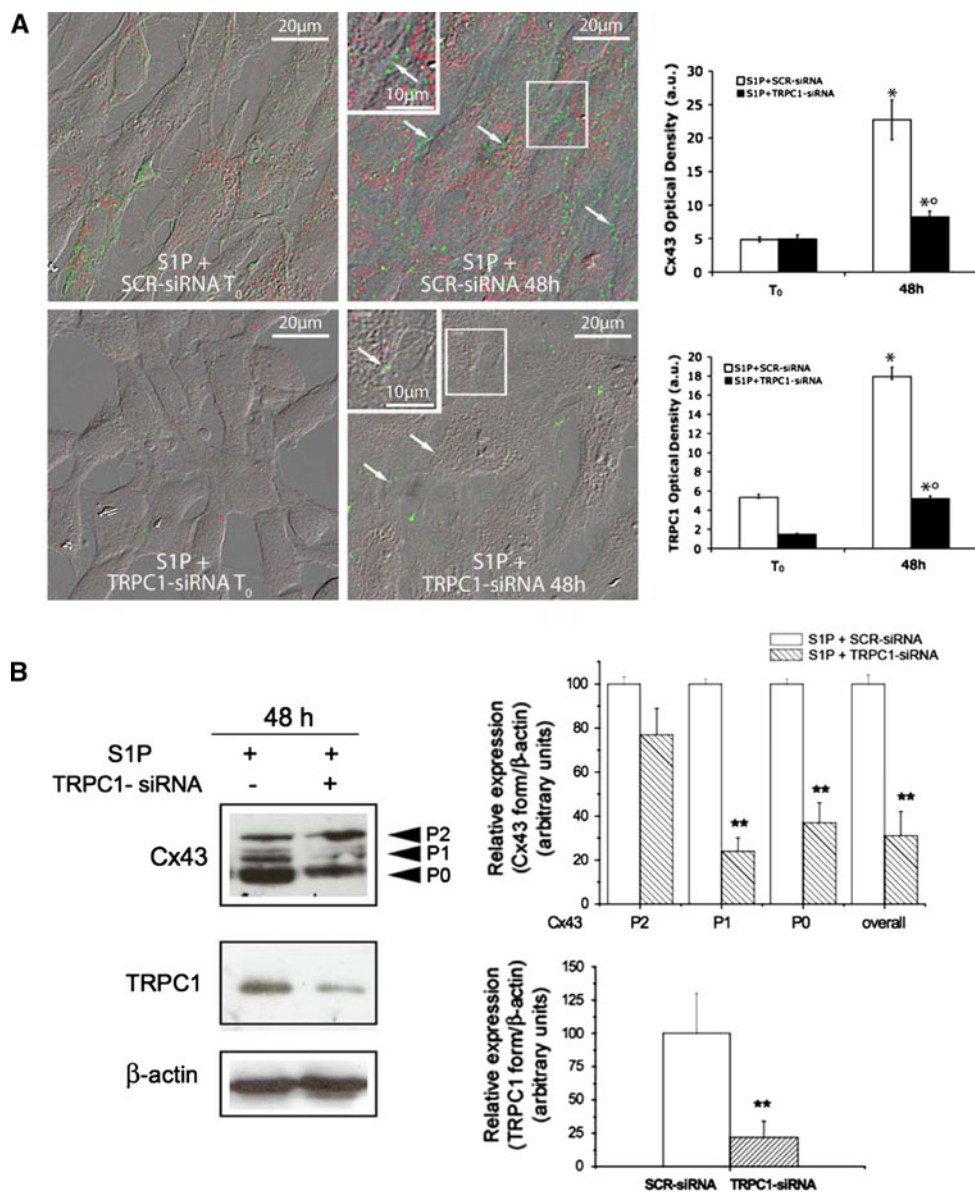 A
20μm
S1P +
SCR-siRNA T0
20μm
10μm
S1P +
SCR-siRNA 48h
20μm
S1P +
TRPC1-siRNA T0
20μm
10μm
S1P +
TRPC1-siRNA 48h
Cx43 Optical Density (a.u.)
30
25
20
15
10
5
0
S1P+SCR-siRNA
S1P+TRPC1-siRNA
*
*°
T0
48h
TRPC1 Optical Density (a.u.)
20
18
16
14
12
10
8
6
4
2
0
S1P+SCR-siRNA
S1P+TRPC1-siRNA
*
*°
T0
48h
B
48 h
S1P + +
TRPC1- siRNA - +
Cx43
P2
P1
P0
TRPC1
β-actin
S1P + SCR-siRNA
S1P + TRPC1-siRNA
Relative expression
(Cx43 form/β-actin)
(arbitrary units)
100
80
60
40
20
0
★★
★★
★★
Cx43 P2 P1 P0 overall
Relative expression
(TRPC1 form/β-actin)
(arbitrary units)
150
125
100
75
50
25
0
★★
SCR-siRNA TRPC1-siRNA